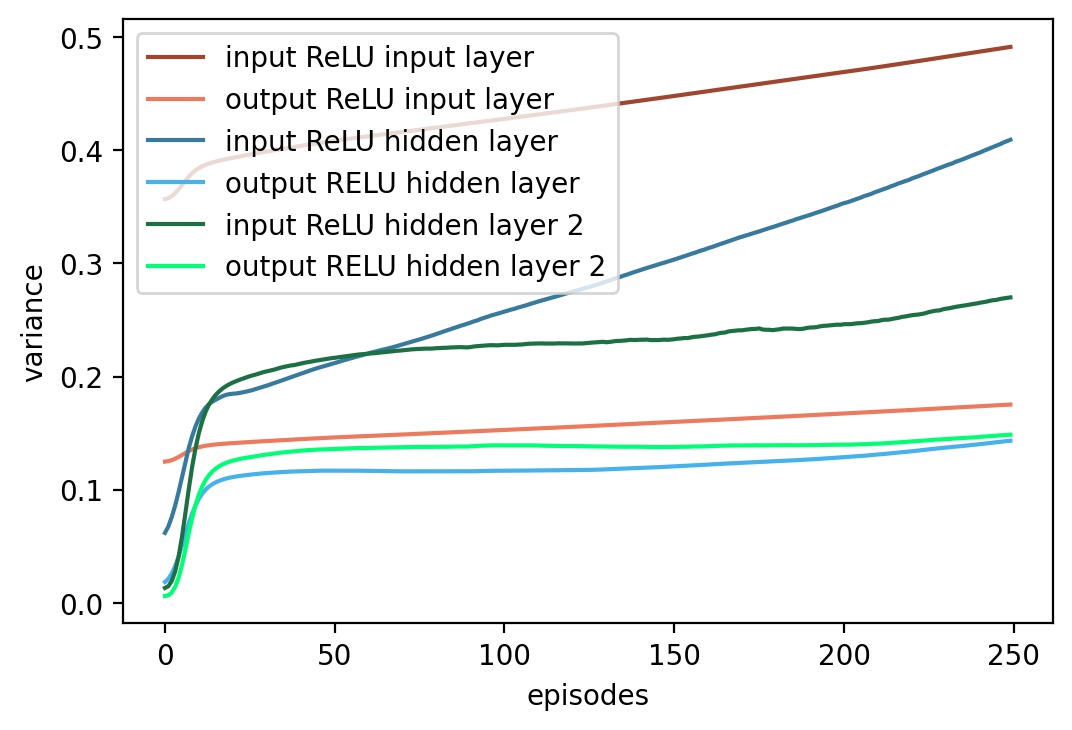 0.5
0.4
0.3
0.2
0.1
0.0
variance
input ReLU input layer
output ReLU input layer
input ReLU hidden layer
output RELU hidden layer
input ReLU hidden layer 2
output RELU hidden layer 2
0 50 100 150 200 250
episodes